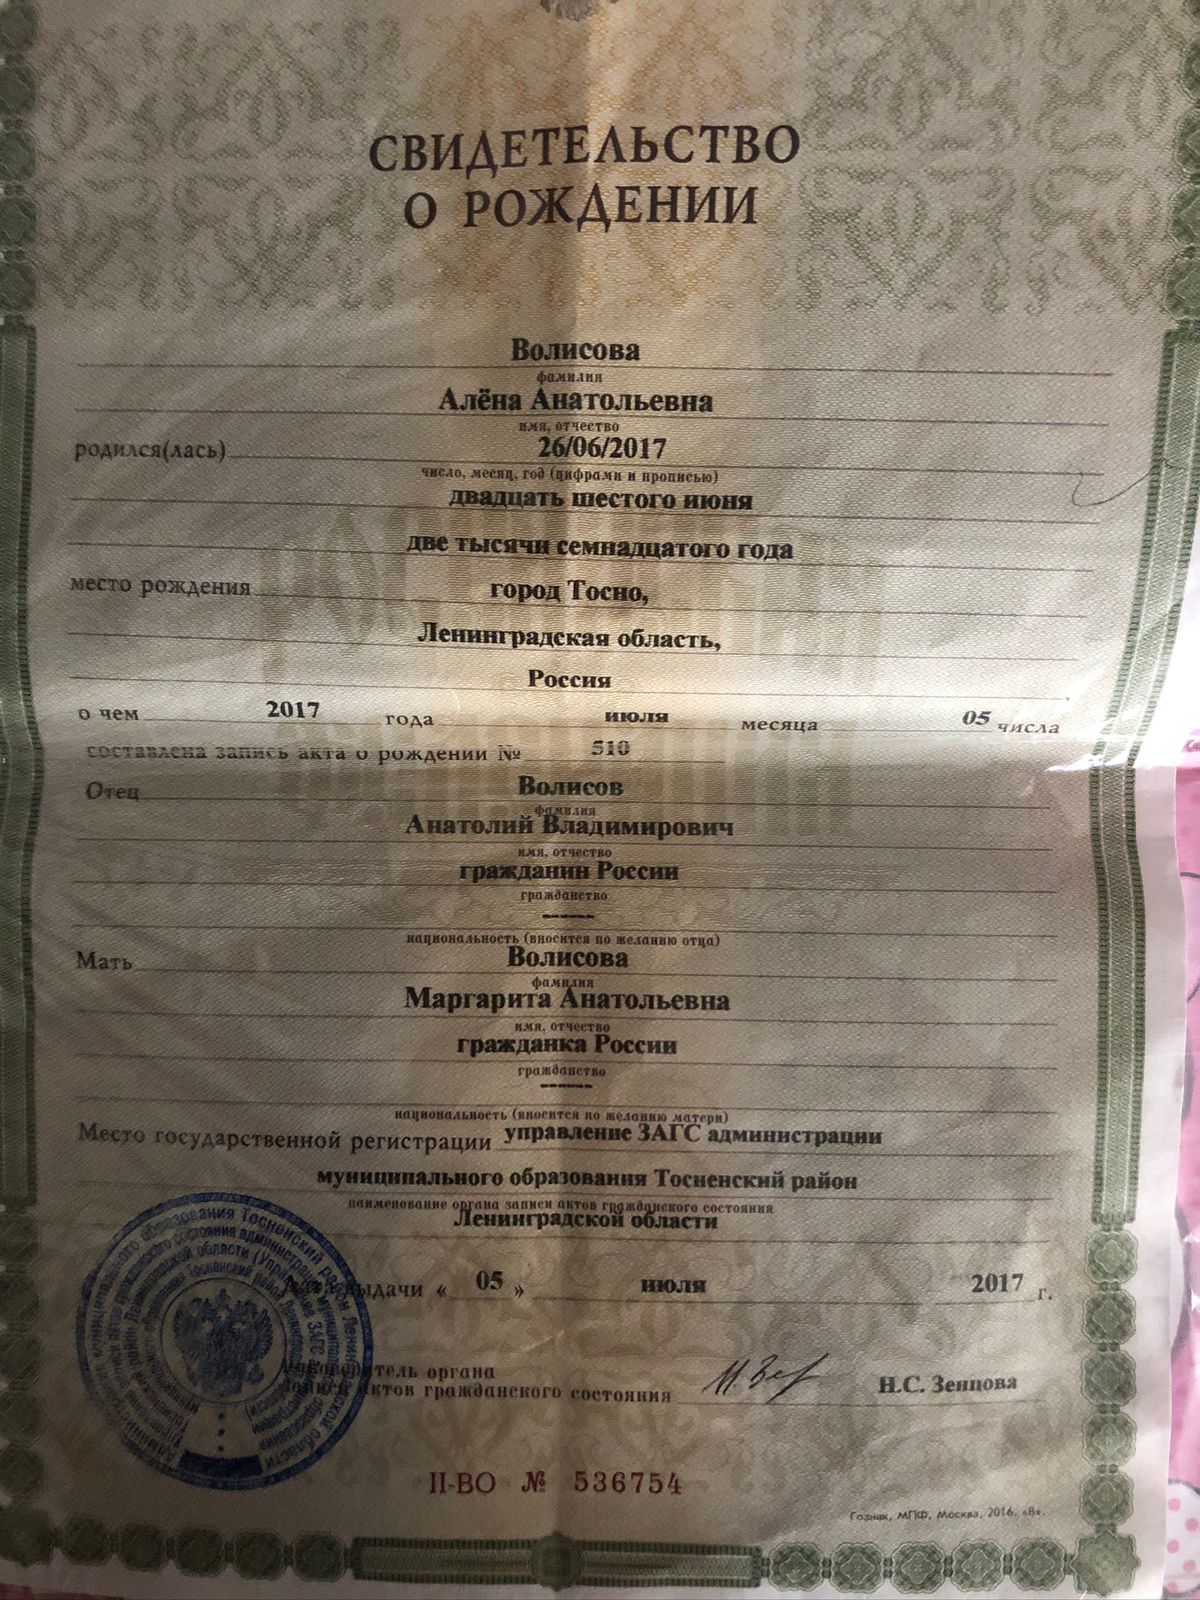 СВИДЕТЕЛЬСТВО
О РОЖДЕНИИ
Волисова
фамилия
Алёна Анатольевна
имя, отчество
родился(лась) 26/06/2017
число, месяц, год (цифрами и прописью)
двадцать шестого июня
две тысячи семнадцатого года
место рождения город Тосно,
Ленинградская область,
Россия
о чем 2017 года июля месяца 05 числа
составлена запись акта о рождении № 510
Отец Волисов
фамилия
Анатолий Владимирович
имя, отчество
гражданин России
гражданство
-----
национальность (вносится по желанию отца)
Мать Волисова
фамилия
Маргарита Анатольевна
имя, отчество
гражданка России
гражданство
-----
национальность (вносится по желанию матери)
Место государственной регистрации управление ЗАГС администрации
муниципального образования Тосненский район
наименование органа записи актов гражданского состояния
Ленинградской области
Дата выдачи « 05 » июля 2017 г.
Руководитель органа
записи актов гражданского состояния Н.С. Зенцова
II-ВО № 536754
Гознак, МПФ, Москва, 2016, «В».